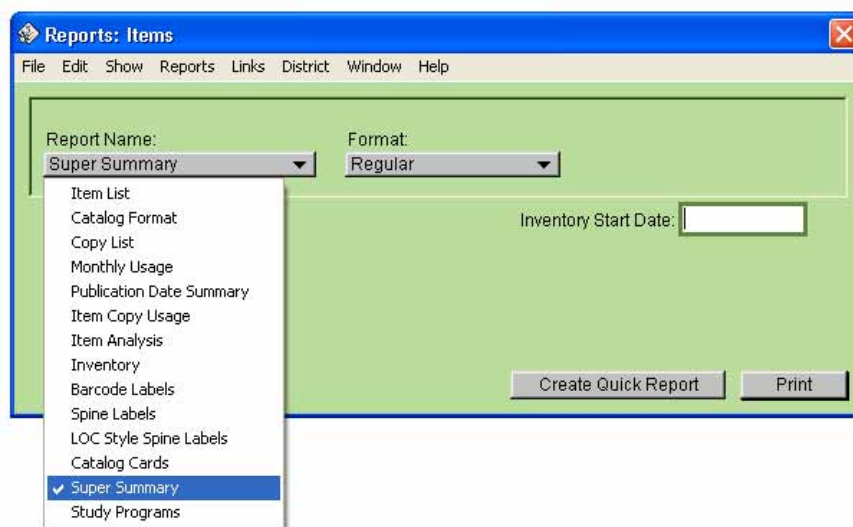 Reports: Items
File Edit Show Reports Links District Window Help
Report Name: Format:
Super Summary Regular
Item List
Catalog Format
Copy List
Inventory Start Date:
Monthly Usage
Publication Date Summary
Item Copy Usage
Item Analysis
Inventory
Barcode Labels
Create Quick Report Print
Spine Labels
LOC Style Spine Labels
Catalog Cards
Super Summary
Study Programs